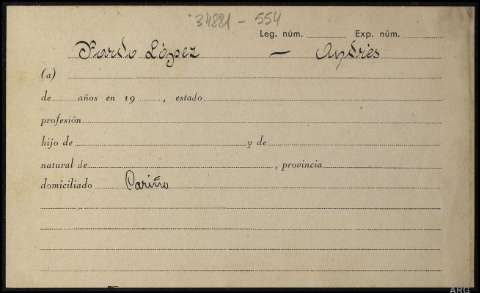 34881 - 554
Leg. núm. Exp. núm.
Pardo López — Andrés
(a)
de años en 19 , estado
profesión
hijo de y de
natural de , provincia
domiciliado Cariño
ARG